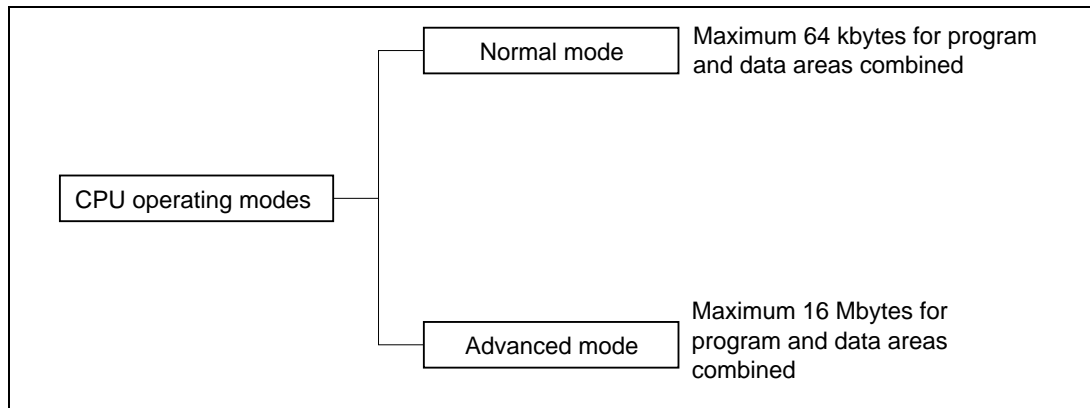 Normal mode
Maximum 64 kbytes for program
and data areas combined
CPU operating modes
Advanced mode
Maximum 16 Mbytes for
program and data areas
combined